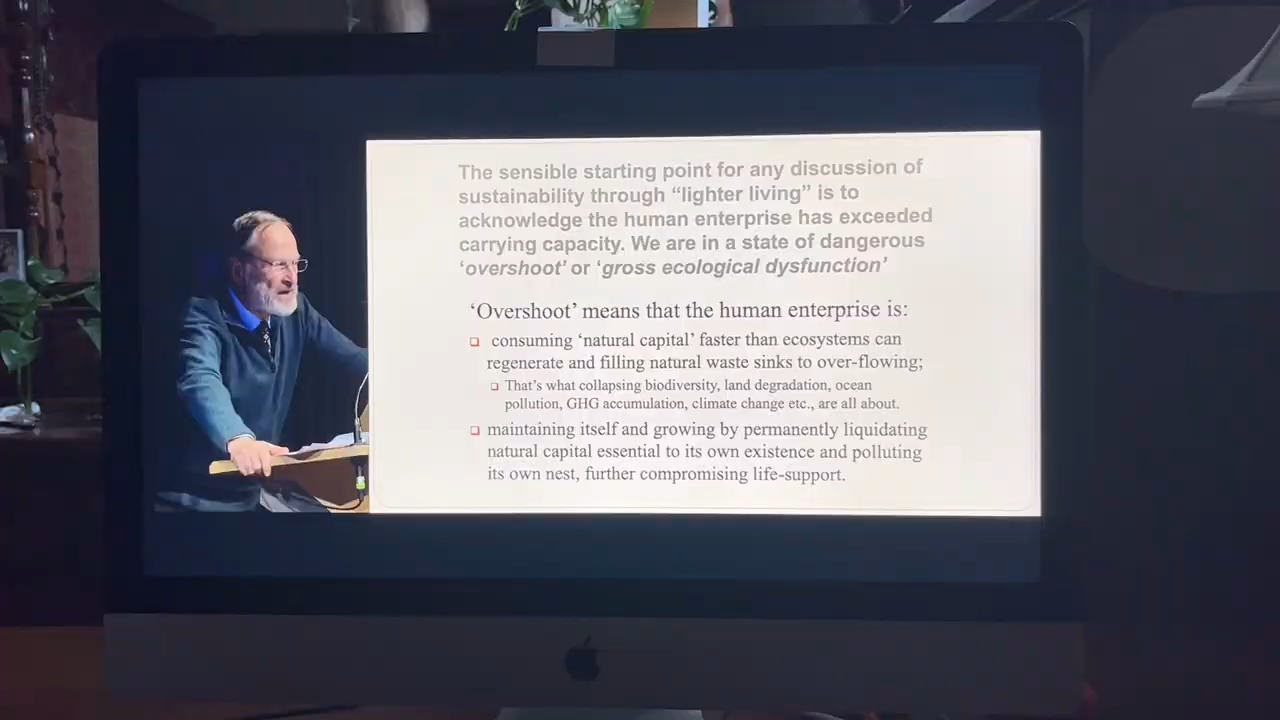 The sensible starting point for any discussion of
sustainability through “lighter living” is to
acknowledge the human enterprise has exceeded
carrying capacity. We are in a state of dangerous
‘overshoot’ or ‘gross ecological dysfunction’
‘Overshoot’ means that the human enterprise is:
consuming ‘natural capital’ faster than ecosystems can
regenerate and filling natural waste sinks to over-flowing;
That’s what collapsing biodiversity, land degradation, ocean
pollution, GHG accumulation, climate change etc., are all about.
maintaining itself and growing by permanently liquidating
natural capital essential to its own existence and polluting
its own nest, further compromising life-support.